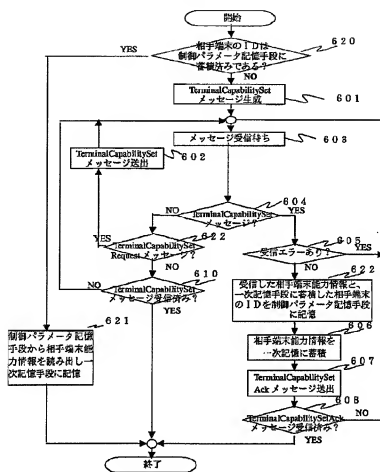 開始
YES
相手端末のIDは
制御パラメータ記憶手段に
蓄積済みである?
620
NO
TerminalCapabilitySet
メッセージ生成
601
メッセージ受信待ち
603
TerminalCapabilitySet
メッセージ送出
602
604
NO
TerminalCapabilitySet
メッセージ?
YES
622
605
YES
TerminalCapabilitySet
Requestメッセージ?
受信エラーあり?
YES
NO
610
NO
622
NO
TerminalCapabilitySet
メッセージ受信済み?
受信した相手端末能力情報と、
一次記憶手段に蓄積した相手端
末のIDを制御パラメータ記憶手段
に記憶
YES
606
621
制御パラメータ記憶
手段から相手端末能
力情報を読み出し一
次記憶手段に記憶
相手端末能力情報を
一次記憶に蓄積
607
TerminalCapabilitySet
Ackメッセージ送出
608
TerminalCapabilitySetAck
メッセージ受信済み?
NO
YES
終了